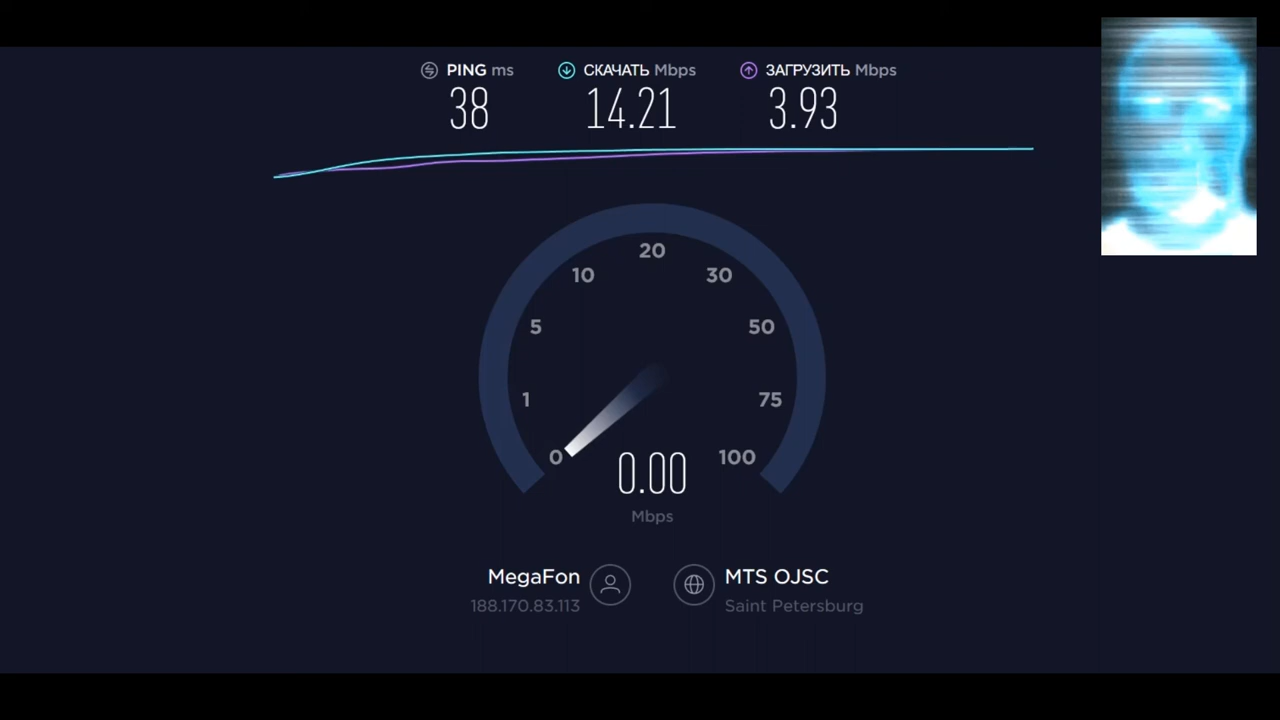 PING ms
38
СКАЧАТЬ Mbps
14.21
ЗАГРУЗИТЬ Mbps
3.93
0
1
5
10
20
30
50
75
100
0.00
Mbps
MegaFon
188.170.83.113
MTS OJSC
Saint Petersburg